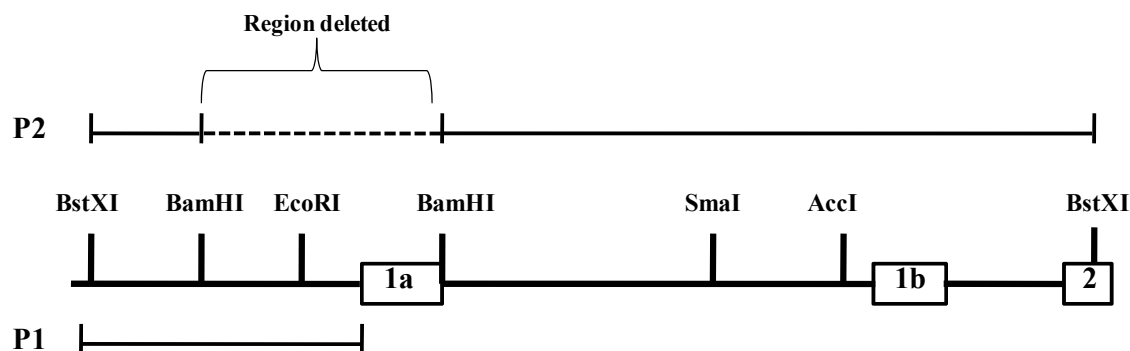 Region deleted
P2
BstXI BamHI EcoRI BamHI SmaI AccI BstXI
1a 1b 2
P1